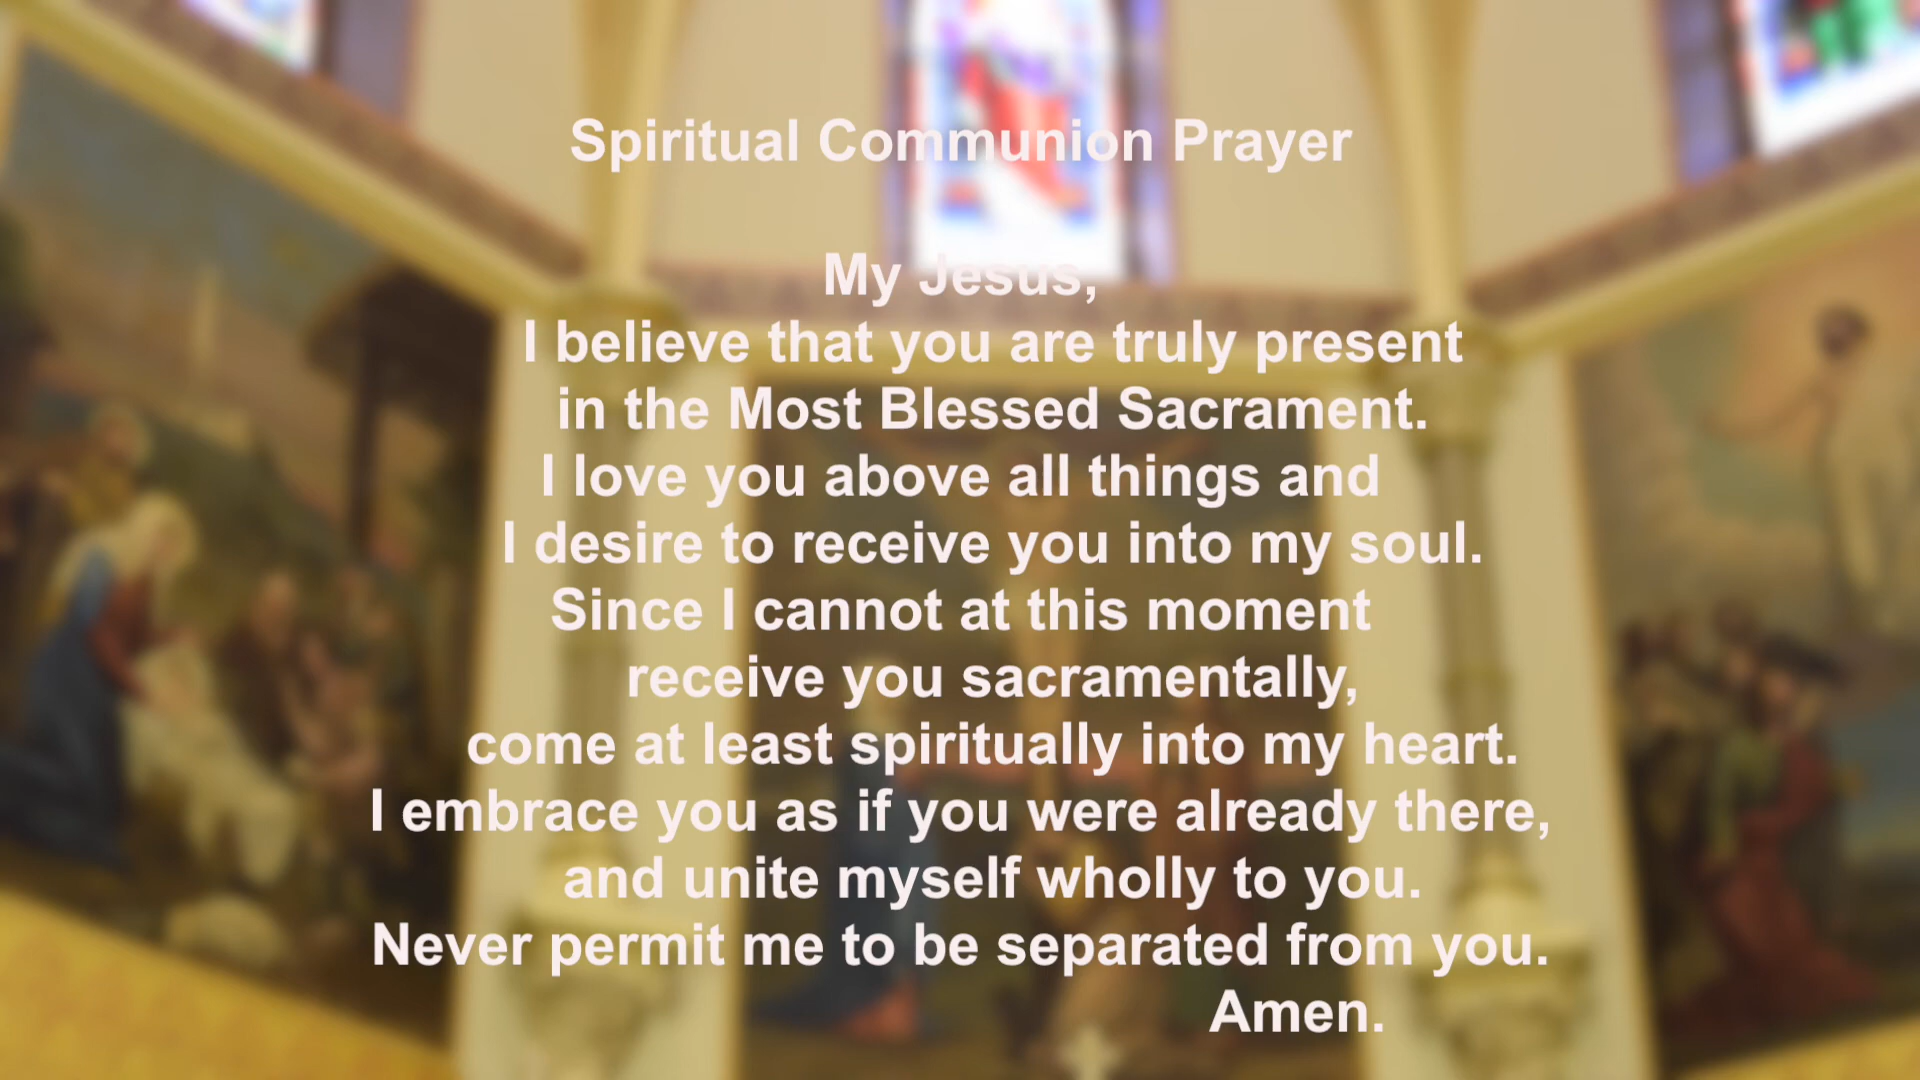 Spiritual Communion Prayer
My Jesus,
I believe that you are truly present
in the Most Blessed Sacrament.
I love you above all things and
I desire to receive you into my soul.
Since I cannot at this moment
receive you sacramentally,
come at least spiritually into my heart.
I embrace you as if you were already there,
and unite myself wholly to you.
Never permit me to be separated from you.
Amen.